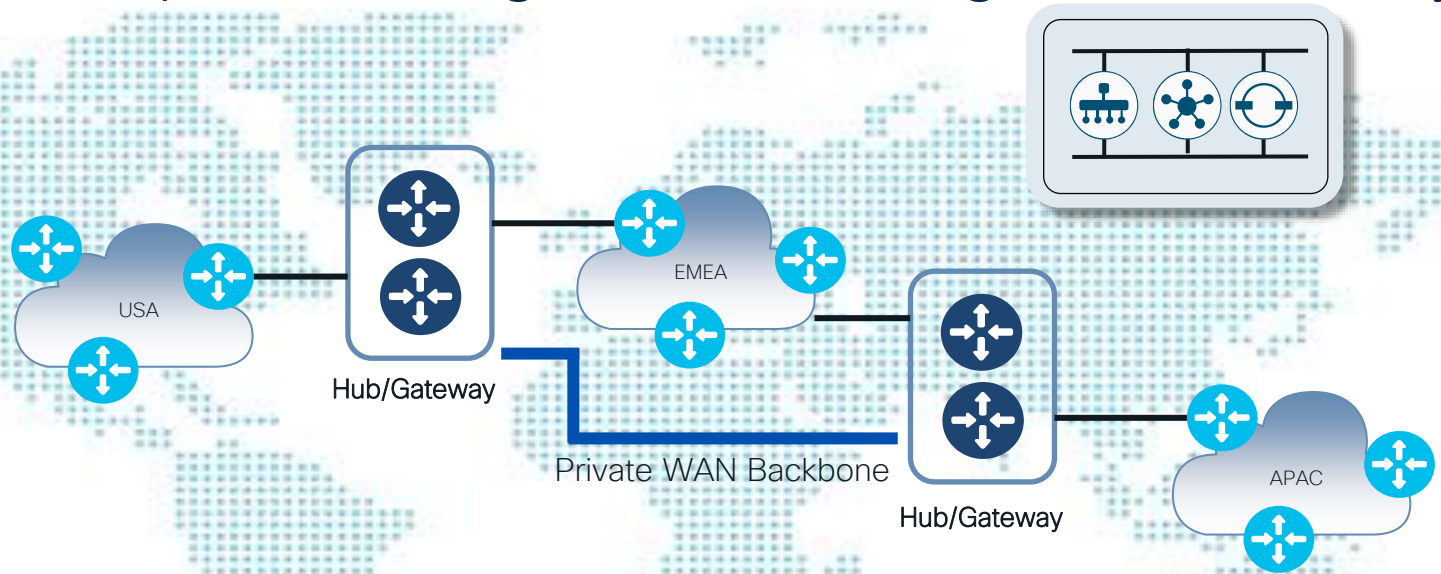 USA
EMEA
Hub/Gateway
Private WAN Backbone
APAC
Hub/Gateway